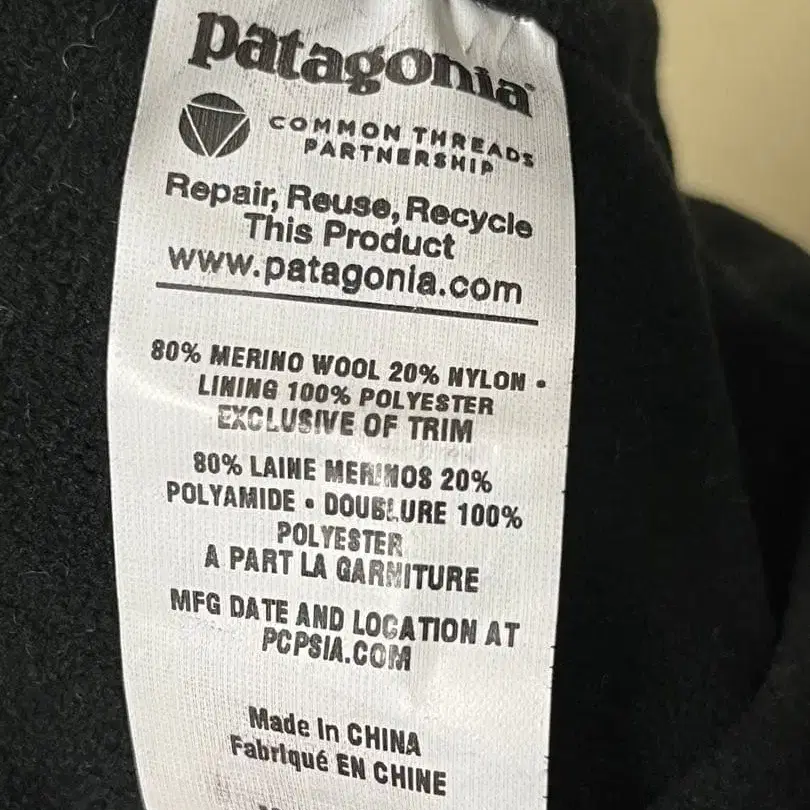 patagonia
COMMON THREADS
PARTNERSHIP
Repair, Reuse, Recycle
This Product
www.patagonia.com
80% MERINO WOOL 20% NYLON •
LINING 100% POLYESTER
EXCLUSIVE OF TRIM
80% LAINE MERINOS 20%
POLYAMIDE • DOUBLURE 100%
POLYESTER
A PART LA GARNITURE
MFG DATE AND LOCATION AT
PCPSIA.COM
Made in CHINA
Fabriqué EN CHINE